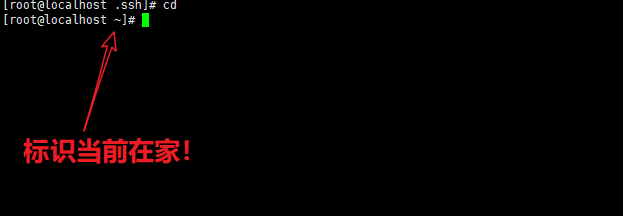 [root@localhost .ssh]# cd
[root@localhost ~]#
标识当前在家！